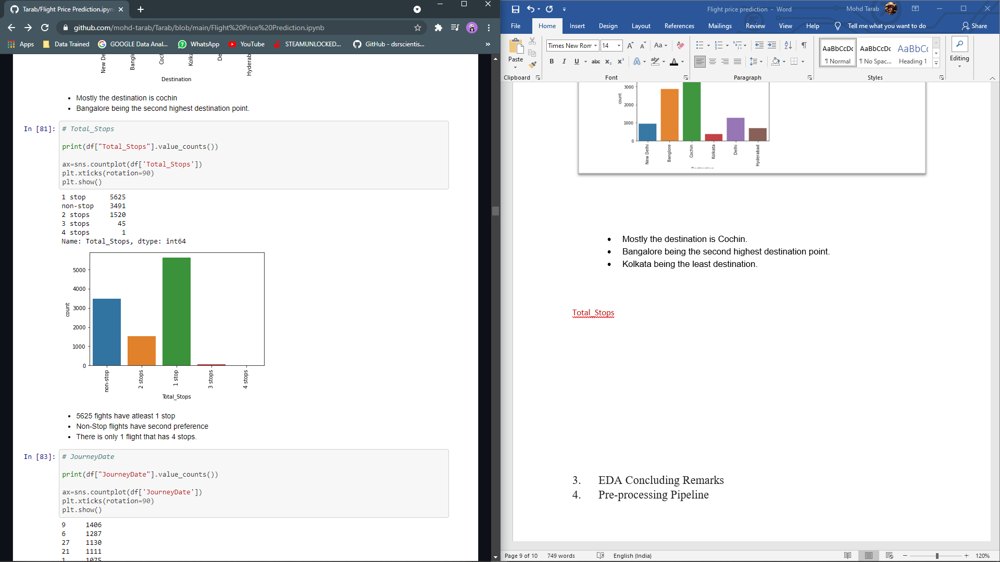 Tarab/Flight Price Prediction.ipyn
github.com/mohd-tarab/Tarab/blob/main/Flight%20Price%20Prediction.ipynb
Apps
Data Trained
GOOGLE Data Anal...
WhatsApp
YouTube
STEAMUNLOCKED...
GitHub - dsrscientis...
»
New De
Bangl
Coch
Kolka
De
Hyderab
Destination
• Mostly the destination is cochin
• Bangalore being the second highest destination point.
In [81]:
# Total_Stops
print(df["Total_Stops"].value_counts())
ax=sns.countplot(df['Total_Stops'])
plt.xticks(rotation=90)
plt.show()
1 stop 5625
non-stop 3491
2 stops 1520
3 stops 45
4 stops 1
Name: Total_Stops, dtype: int64
5000
4000
3000
2000
1000
0
count
non-stop
2 stops
1 stop
3 stops
4 stops
Total_Stops
• 5625 fights have atleast 1 stop
• Non-Stop flights have second preference
• There is only 1 flight that has 4 stops.
In [83]:
# JourneyDate
print(df["JourneyDate"].value_counts())
ax=sns.countplot(df['JourneyDate'])
plt.xticks(rotation=90)
plt.show()
9 1406
6 1287
27 1130
21 1111
1 1075
Flight price prediction - Word
Mohd Tarab
File Home Insert Design Layout References Mailings Review View Help Tell me what you want to do Share
Paste
Clipboard
Times New Rom 14
Aa
B I U abc x₂ x²
A
Font
Paragraph
AaBbCcDc AaBbCcDc AaBbCc
¶ Normal ¶ No Spac... Heading 1
Styles
Editing
3000
2000
1000
0
count
New Delhi
Banglore
Cochin
Kolkata
Delhi
Hyderabad
• Mostly the destination is Cochin.
• Bangalore being the second highest destination point.
• Kolkata being the least destination.
Total_Stops
3. EDA Concluding Remarks
4. Pre-processing Pipeline
Page 9 of 10 749 words English (India) 120%